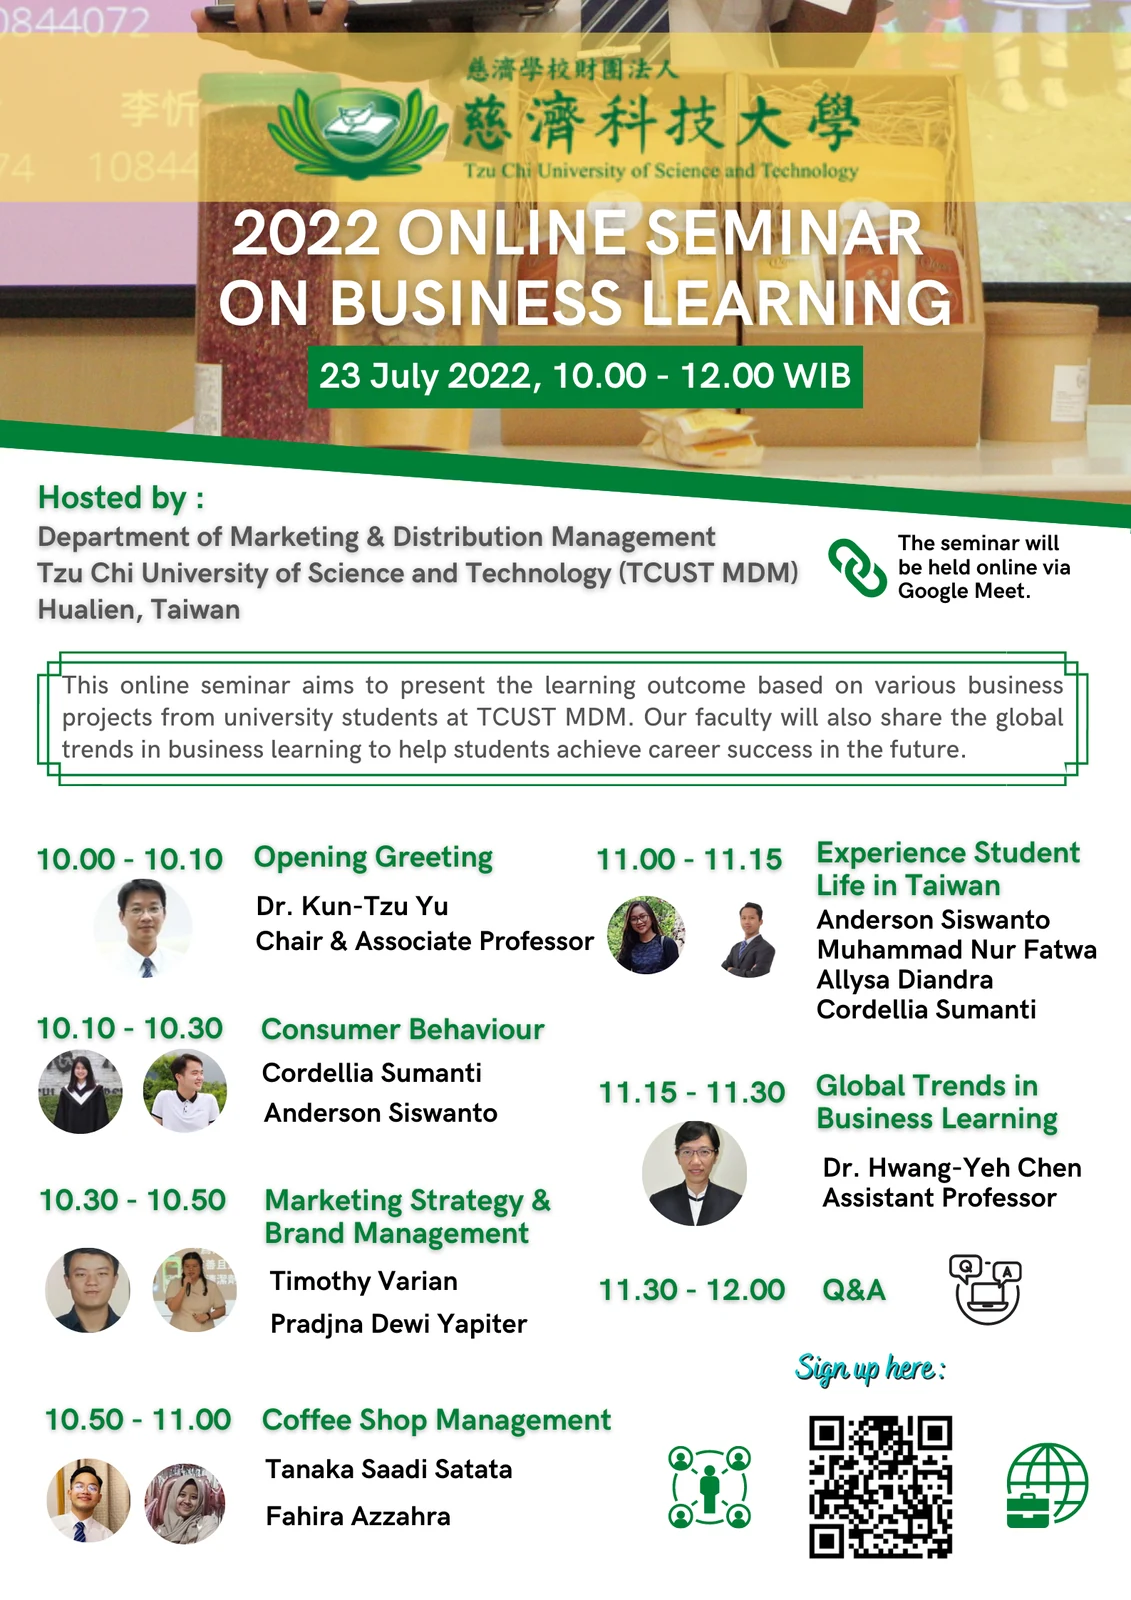 0844072
李忻
74 10844
慈濟學校財團法人
慈濟科技大學
Tzu Chi University of Science and Technology
2022 ONLINE SEMINAR
ON BUSINESS LEARNING
23 July 2022, 10.00 - 12.00 WIB
Hosted by :
Department of Marketing & Distribution Management
Tzu Chi University of Science and Technology (TCUST MDM)
Hualien, Taiwan
The seminar will
be held online via
Google Meet.
This online seminar aims to present the learning outcome based on various business
projects from university students at TCUST MDM. Our faculty will also share the global
trends in business learning to help students achieve career success in the future.
10.00 - 10.10 Opening Greeting
Dr. Kun-Tzu Yu
Chair & Associate Professor
10.10 - 10.30 Consumer Behaviour
Cordellia Sumanti
Anderson Siswanto
10.30 - 10.50 Marketing Strategy &
Brand Management
Timothy Varian
Pradjna Dewi Yapiter
10.50 - 11.00 Coffee Shop Management
Tanaka Saadi Satata
Fahira Azzahra
11.00 - 11.15 Experience Student
Life in Taiwan
Anderson Siswanto
Muhammad Nur Fatwa
Allysa Diandra
Cordellia Sumanti
11.15 - 11.30 Global Trends in
Business Learning
Dr. Hwang-Yeh Chen
Assistant Professor
11.30 - 12.00 Q&A
Q A
Sign up here :